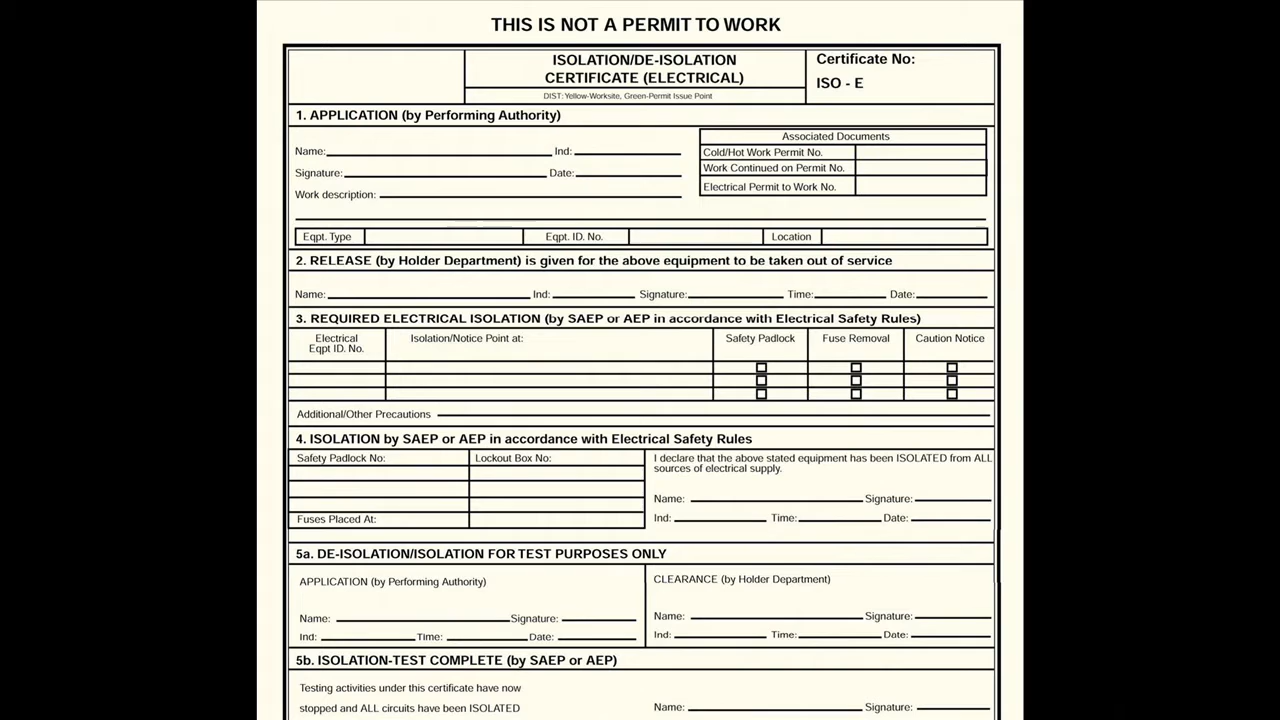 THIS IS NOT A PERMIT TO WORK
ISOLATION/DE-ISOLATION
CERTIFICATE (ELECTRICAL)
DIST: Yellow-Worksite, Green-Permit Issue Point
Certificate No:
ISO - E
1. APPLICATION (by Performing Authority)
Associated Documents
Name: Ind:
Cold/Hot Work Permit No.
Signature: Date:
Work Continued on Permit No.
Work description:
Electrical Permit to Work No.
Eqpt. Type Eqpt. ID. No. Location
2. RELEASE (by Holder Department) is given for the above equipment to be taken out of service
Name: Ind: Signature: Time: Date:
3. REQUIRED ELECTRICAL ISOLATION (by SAEP or AEP in accordance with Electrical Safety Rules)
Electrical
Eqpt ID. No.
Isolation/Notice Point at:
Safety Padlock
Fuse Removal
Caution Notice
Additional/Other Precautions
4. ISOLATION by SAEP or AEP in accordance with Electrical Safety Rules
Safety Padlock No: Lockout Box No:
Fuses Placed At:
I declare that the above stated equipment has been ISOLATED from ALL
sources of electrical supply.
Name: Signature:
Ind: Time: Date:
5a. DE-ISOLATION/ISOLATION FOR TEST PURPOSES ONLY
APPLICATION (by Performing Authority)
Name: Signature:
Ind: Time: Date:
CLEARANCE (by Holder Department)
Name: Signature:
Ind: Time: Date:
5b. ISOLATION-TEST COMPLETE (by SAEP or AEP)
Testing activities under this certificate have now
stopped and ALL circuits have been ISOLATED
Name: Signature: